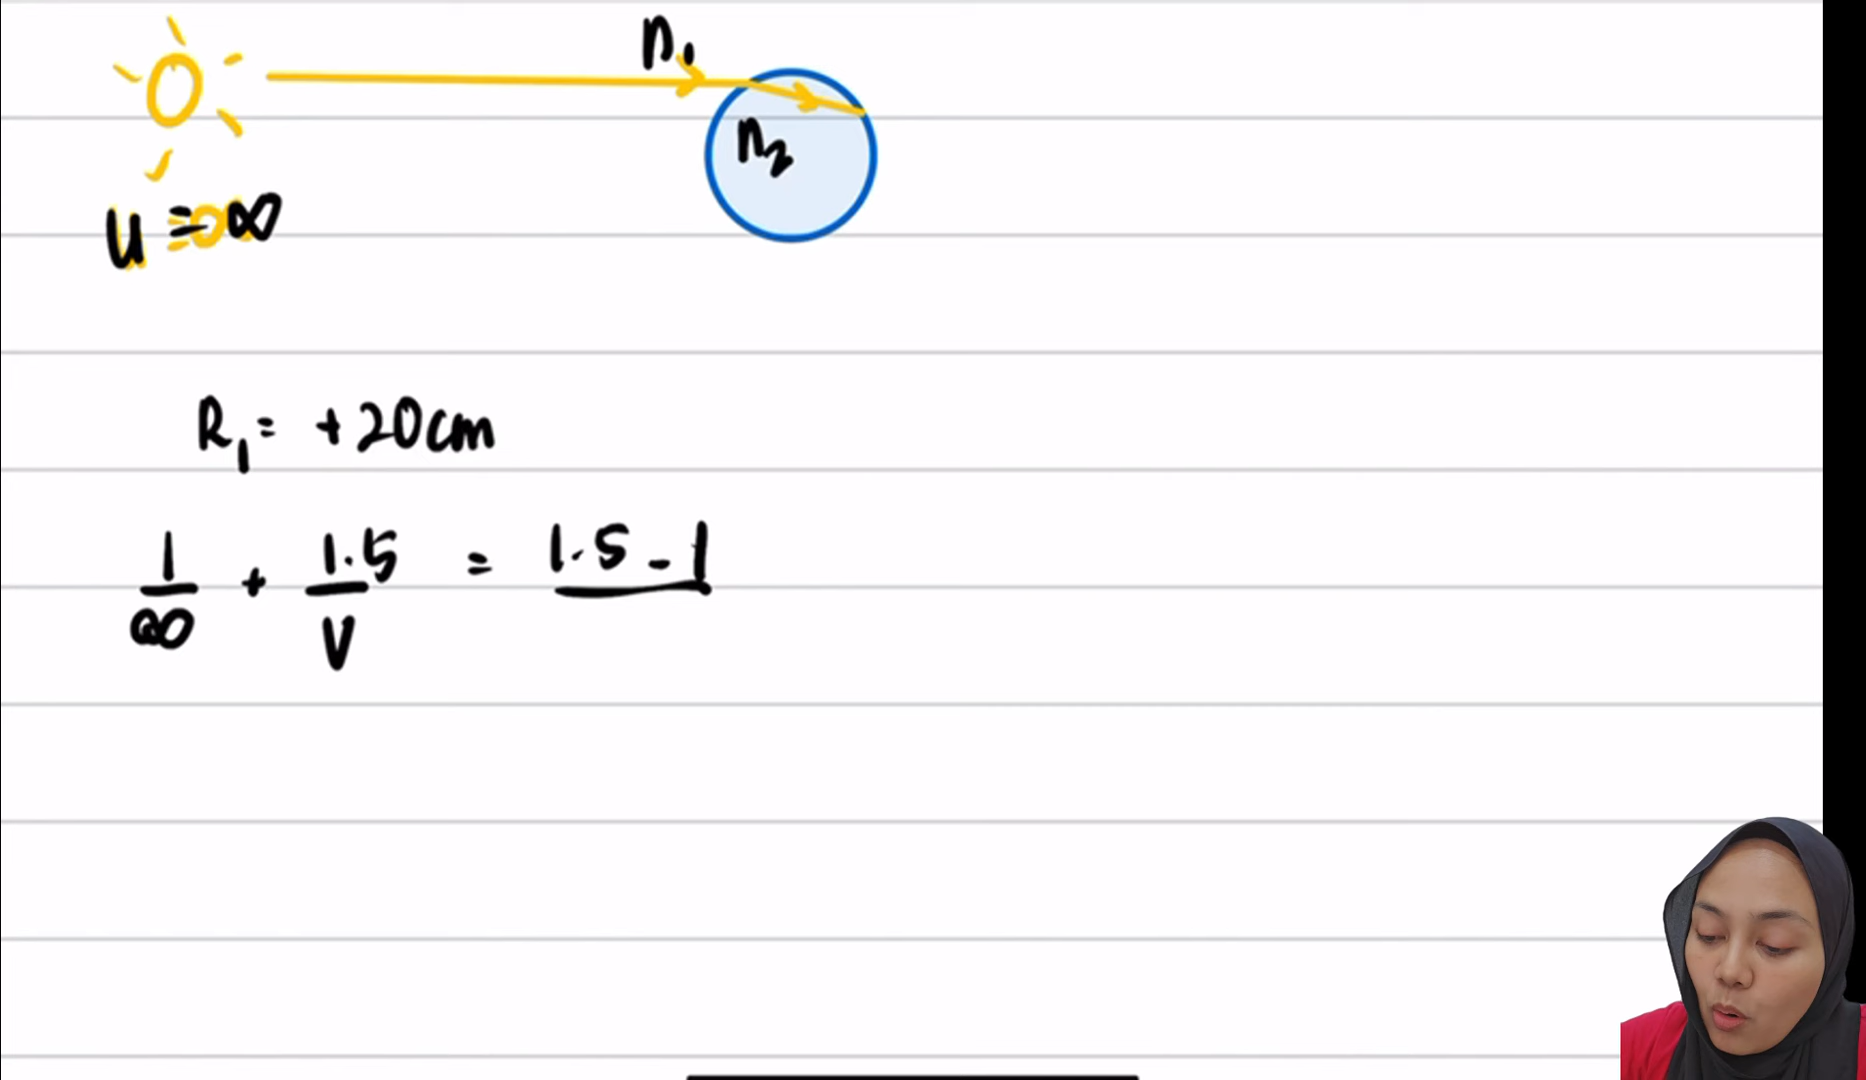 n₁
n₂
u = ∞
R₁ = +20cm
1/∞ + 1.5/V = 1.5 - 1